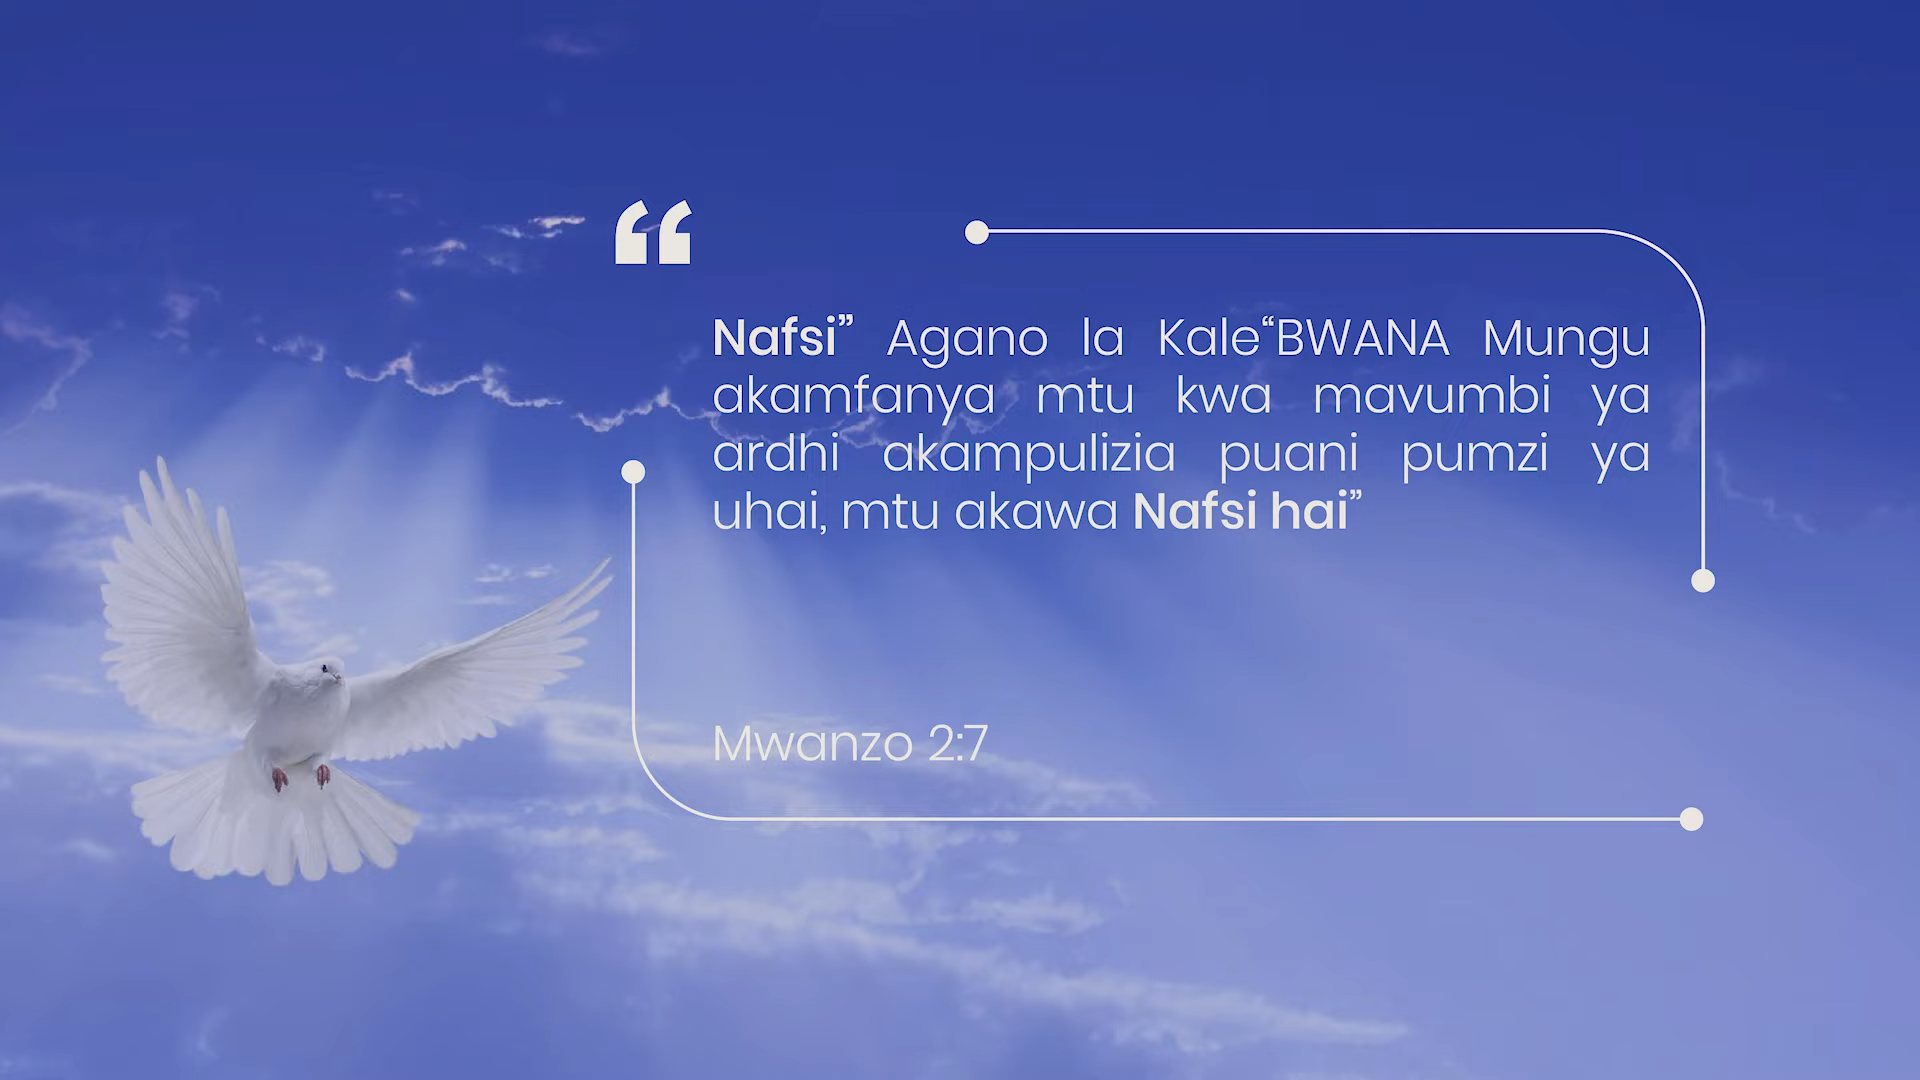 “
Nafsi” Agano la Kale“BWANA Mungu
akamfanya mtu kwa mavumbi ya
ardhi akampulizia puani pumzi ya
uhai, mtu akawa Nafsi hai”
Mwanzo 2:7